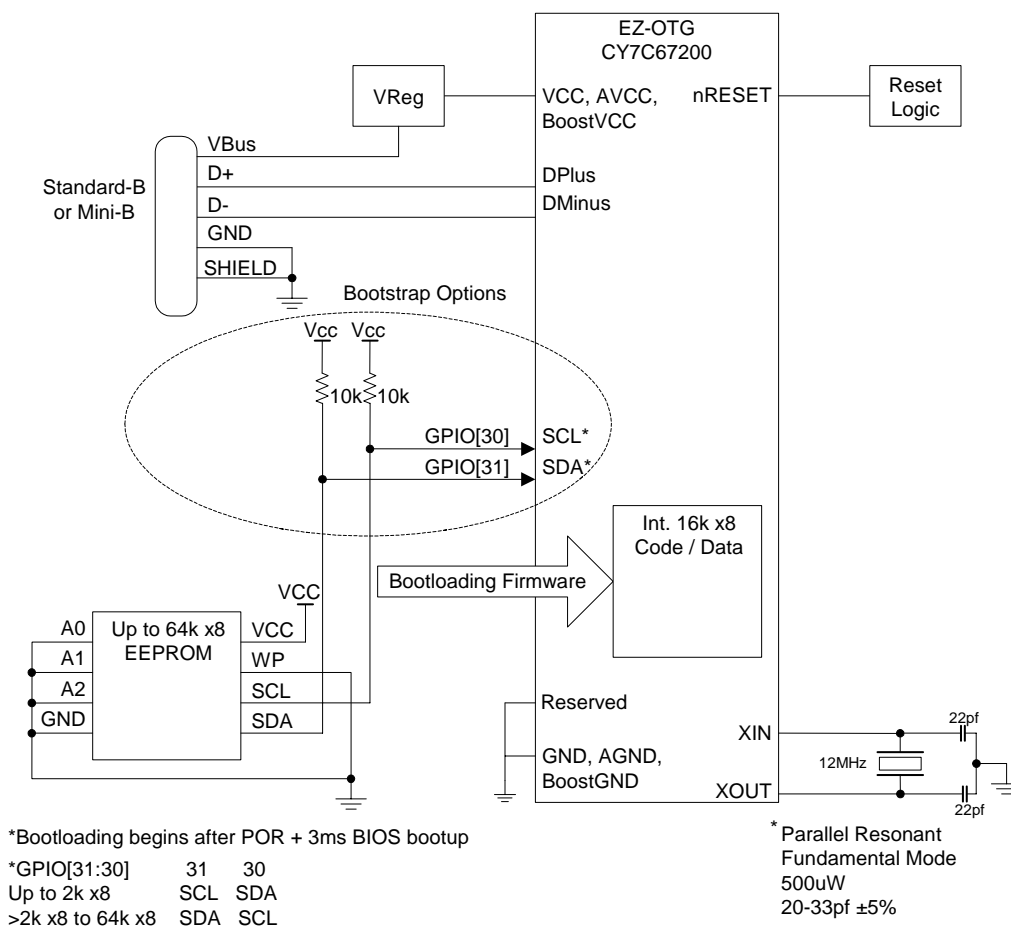 EZ-OTG
CY7C67200
VReg
VCC, AVCC,
BoostVCC
nRESET
Reset
Logic
VBus
D+
D-
GND
SHIELD
Standard-B
or Mini-B
DPlus
DMinus
Bootstrap Options
Vcc Vcc
10k 10k
GPIO[30] SCL*
GPIO[31] SDA*
Int. 16k x8
Code / Data
Bootloading Firmware
VCC
A0
A1
A2
GND
Up to 64k x8
EEPROM
VCC
WP
SCL
SDA
Reserved
GND, AGND,
BoostGND
XIN
XOUT
22pf
12MHz
22pf
*Bootloading begins after POR + 3ms BIOS bootup
*GPIO[31:30] 31 30
Up to 2k x8 SCL SDA
>2k x8 to 64k x8 SDA SCL
* Parallel Resonant
Fundamental Mode
500uW
20-33pf ±5%